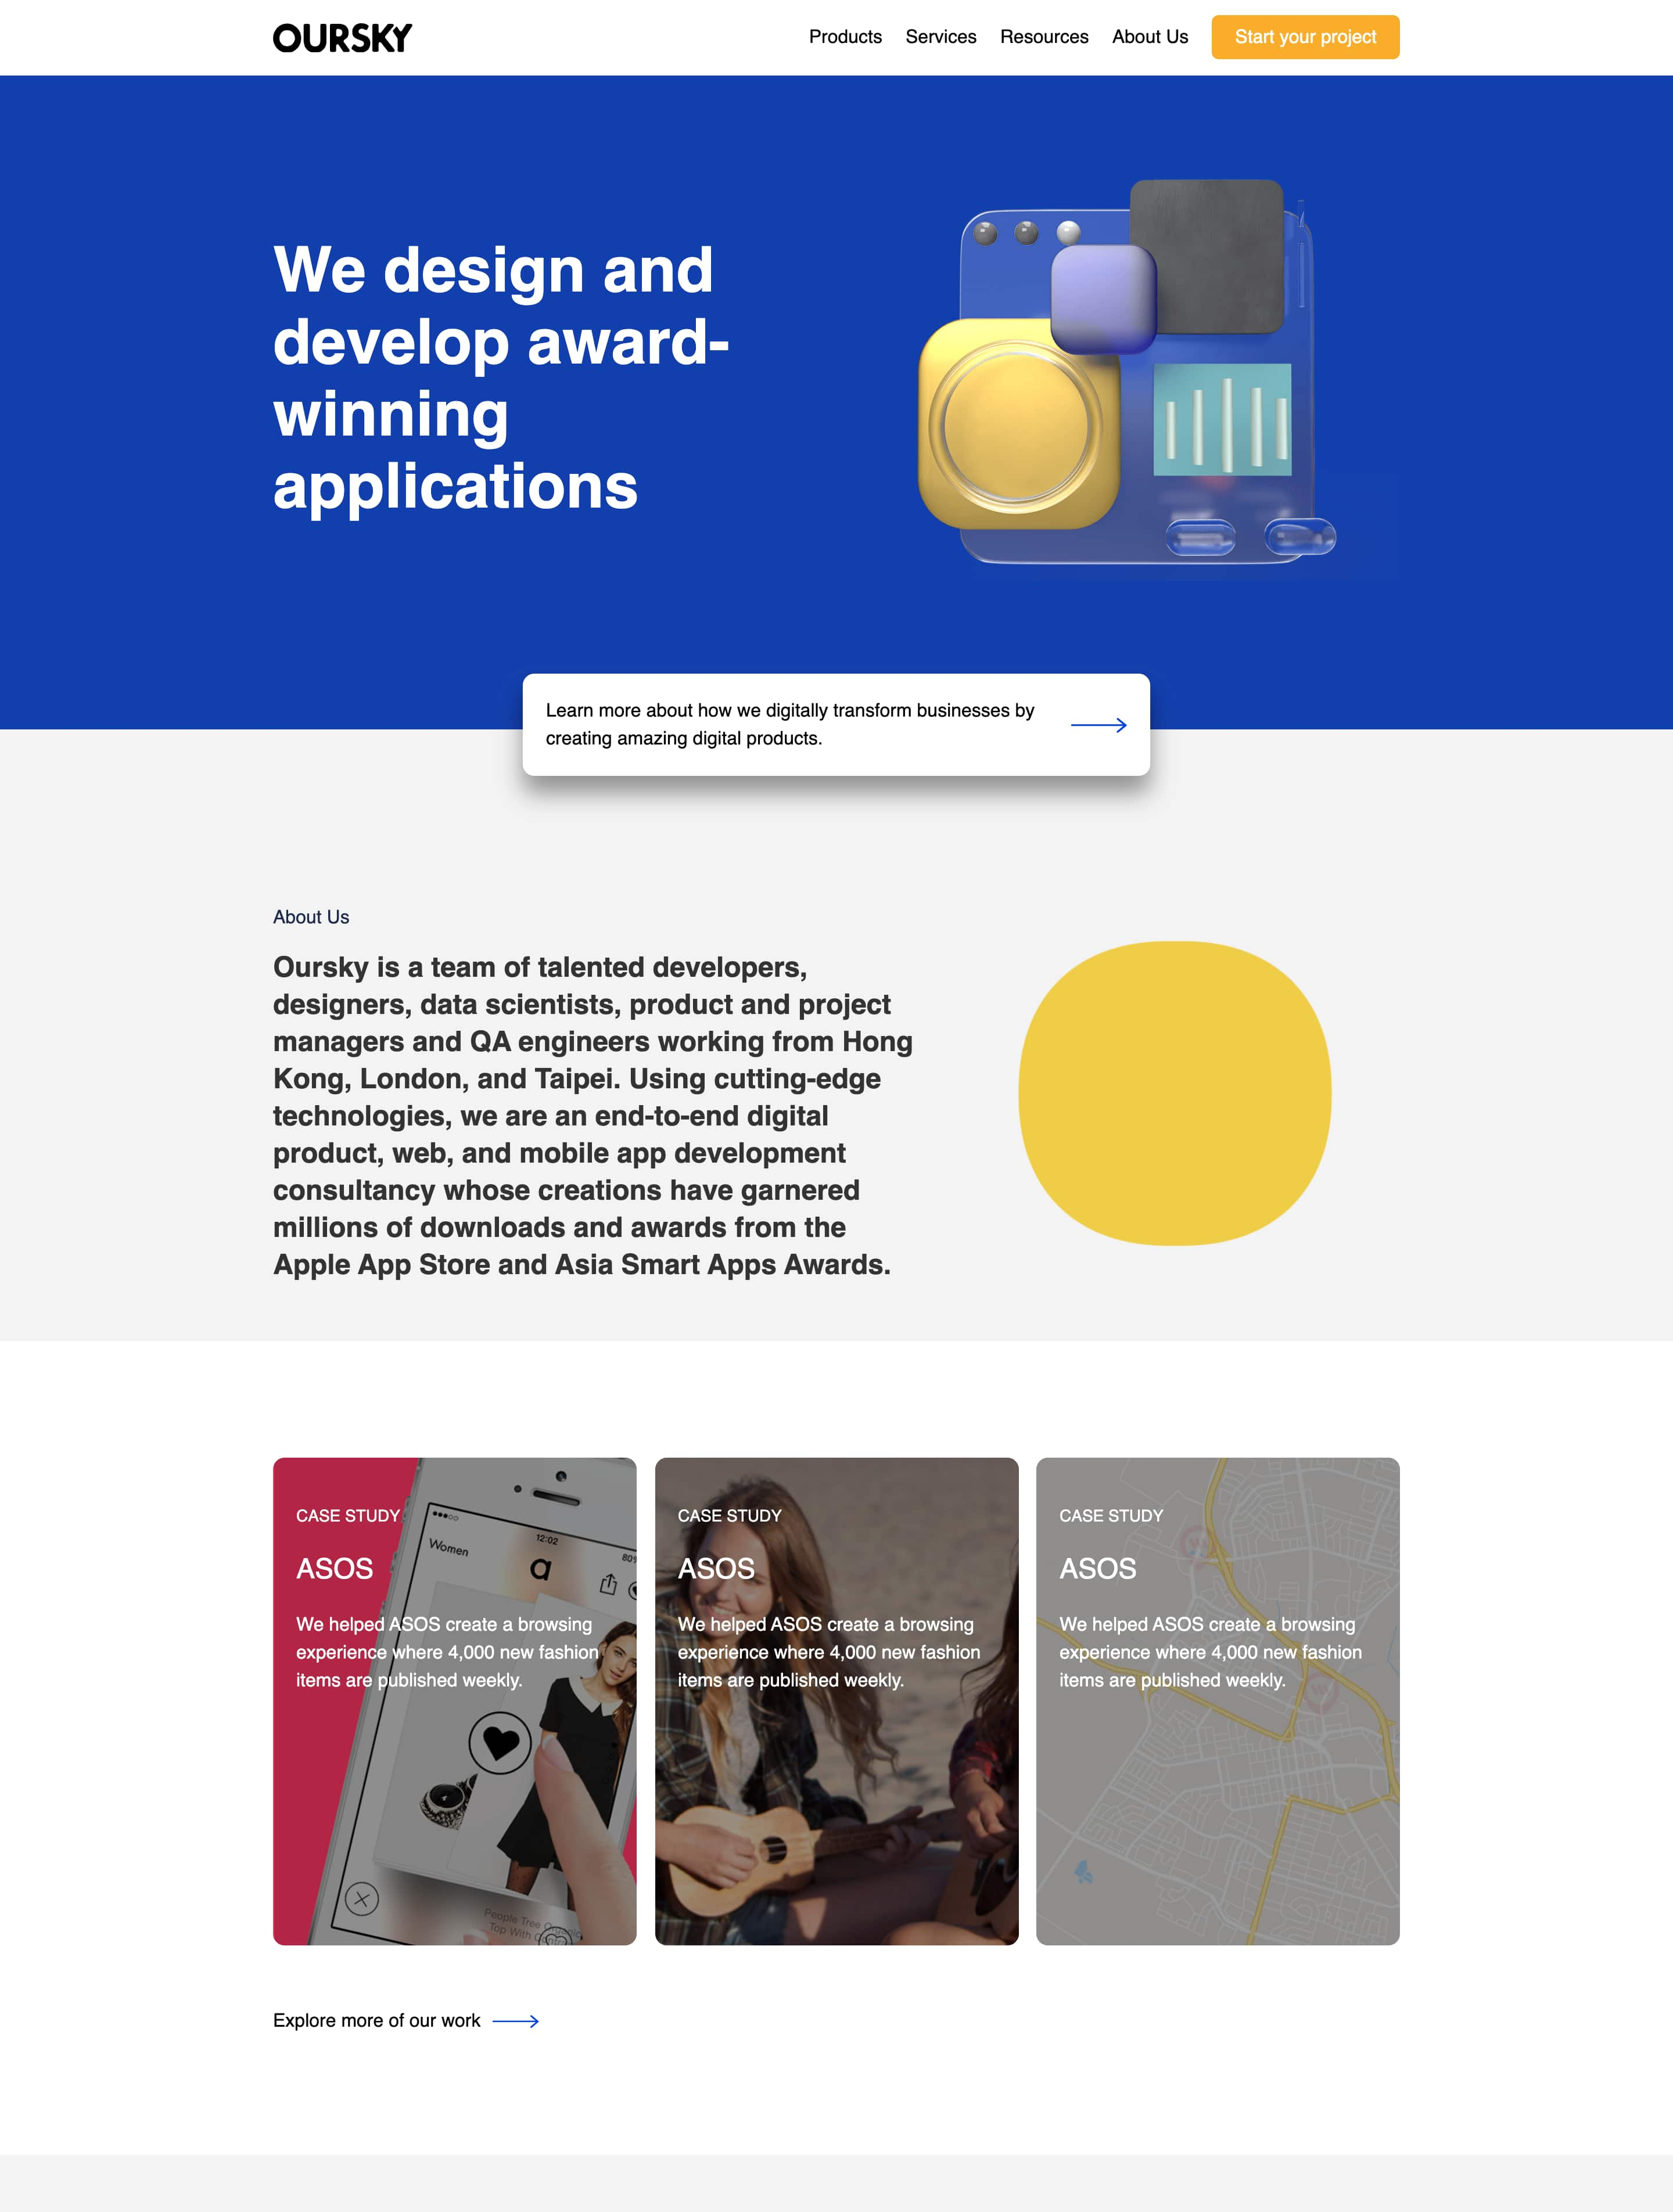 OURSKY
Products Services Resources About Us Start your project
We design and
develop award-
winning
applications
Learn more about how we digitally transform businesses by
creating amazing digital products.
About Us
Oursky is a team of talented developers,
designers, data scientists, product and project
managers and QA engineers working from Hong
Kong, London, and Taipei. Using cutting-edge
technologies, we are an end-to-end digital
product, web, and mobile app development
consultancy whose creations have garnered
millions of downloads and awards from the
Apple App Store and Asia Smart Apps Awards.
CASE STUDY
ASOS
We helped ASOS create a browsing
experience where 4,000 new fashion
items are published weekly.
12:02
80%
Women
a
People Tree Organic
Top With
CASE STUDY
ASOS
We helped ASOS create a browsing
experience where 4,000 new fashion
items are published weekly.
CASE STUDY
ASOS
We helped ASOS create a browsing
experience where 4,000 new fashion
items are published weekly.
Explore more of our work